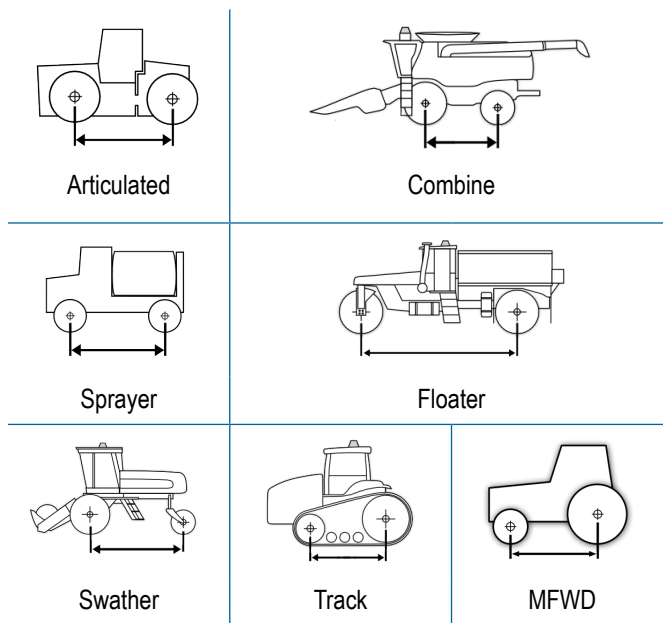 Articulated
Combine
Sprayer
Floater
Swather
Track
MFWD